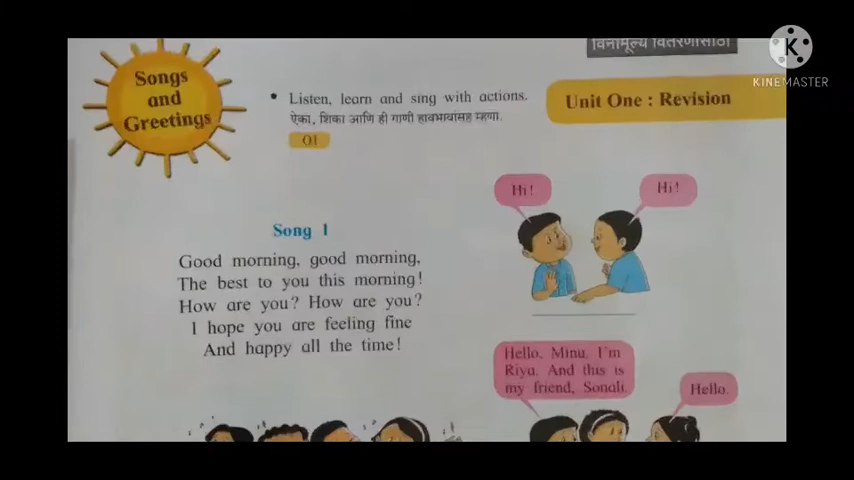 विनामूल्य वितरणासाठी
KINEMASTER
Songs
and
Greetings
• Listen, learn and sing with actions.
ऐका, शिका आणि ही गाणी हावभावांसह म्हणा.
01
Unit One : Revision
Song 1
Good morning, good morning,
The best to you this morning!
How are you? How are you?
I hope you are feeling fine
And happy all the time!
Hi!
Hi!
Hello, Minu, I'm
Riya. And this is
my friend, Sonali.
Hello.